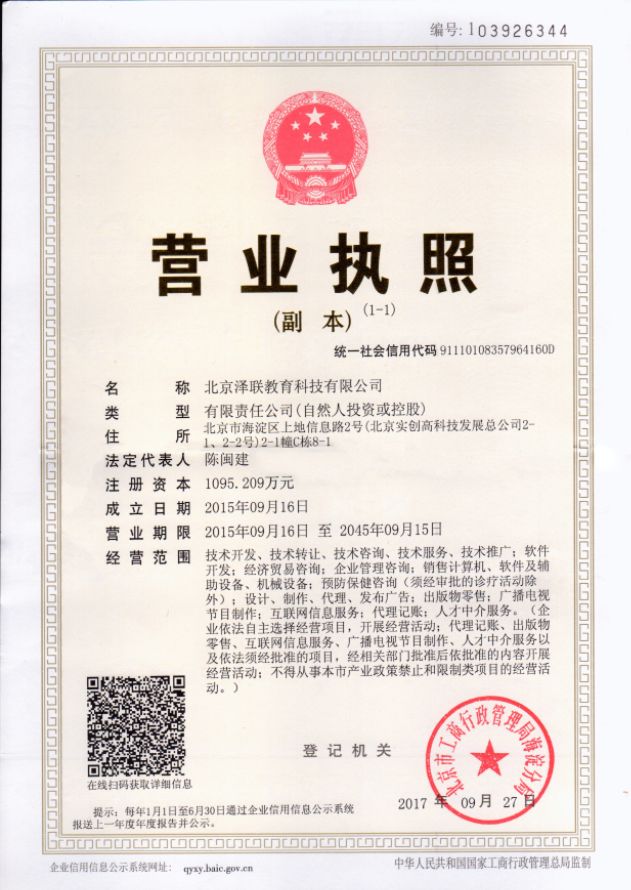 编号: 103926344
营业执照
(副 本) (1-1)
统一社会信用代码 91110108357964160D
名 称 北京泽联教育科技有限公司
类 型 有限责任公司(自然人投资或控股)
住 所 北京市海淀区上地信息路2号(北京实创高科技发展总公司2-
1、2-2号)2-1幢C栋8-1
法定代表人 陈闽建
注册资本 1095.209万元
成立日期 2015年09月16日
营业期限 2015年09月16日 至 2045年09月15日
经营范围 技术开发、技术转让、技术咨询、技术服务、技术推广；软件
开发；经济贸易咨询；企业管理咨询；销售计算机、软件及辅
助设备、机械设备；预防保健咨询（须经审批的诊疗活动除
外）；设计、制作、代理、发布广告；出版物零售；广播电视
节目制作；互联网信息服务；代理记账；人才中介服务。（企
业依法自主选择经营项目，开展经营活动；代理记账、出版物
零售、互联网信息服务、广播电视节目制作、人才中介服务以
及依法须经批准的项目，经相关部门批准后依批准的内容开展
经营活动；不得从事本市产业政策禁止和限制类项目的经营活
动。）
在线扫码获取详细信息
登记机关
北京市工商行政管理局海淀分局
2017 年 09 月 27 日
提示：每年1月1日至6月30日通过企业信用信息公示系统
报送上一年度年度报告并公示。
企业信用信息公示系统网址： qyxy.baic.gov.cn
中华人民共和国国家工商行政管理总局监制